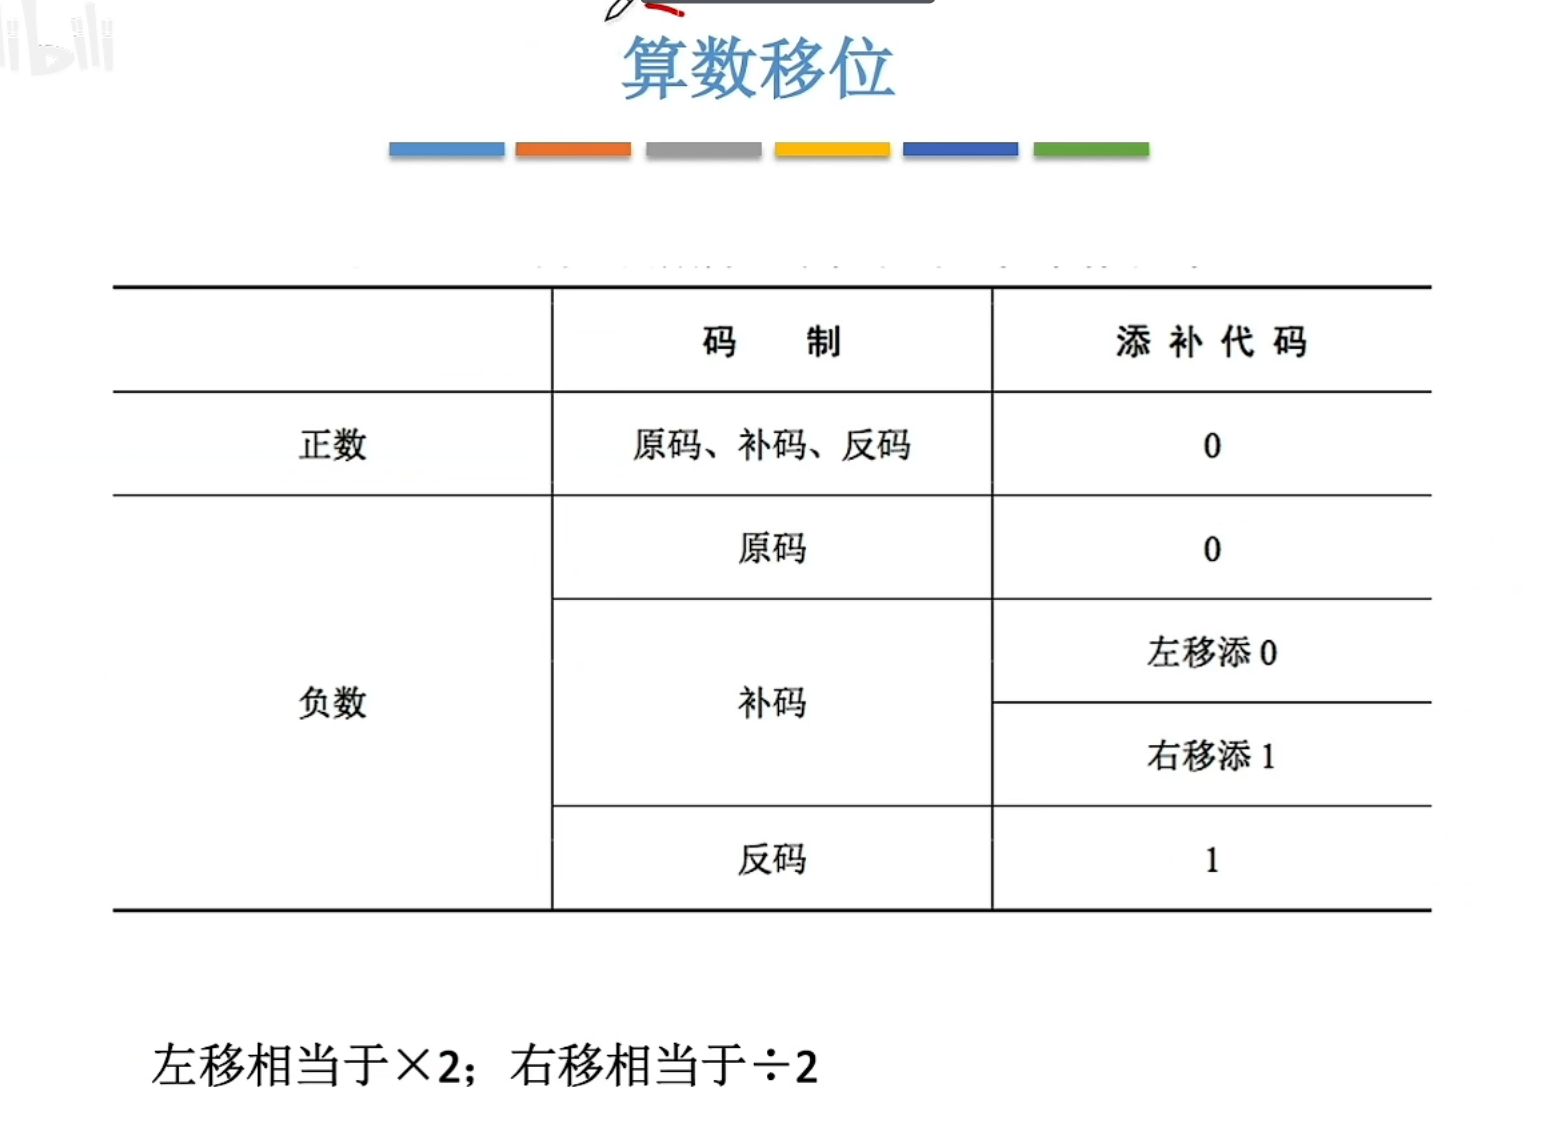 算数移位
码 制 添补代码
正数 原码、补码、反码 0
原码 0
左移添0
负数 补码
右移添1
反码 1
左移相当于×2；右移相当于÷2